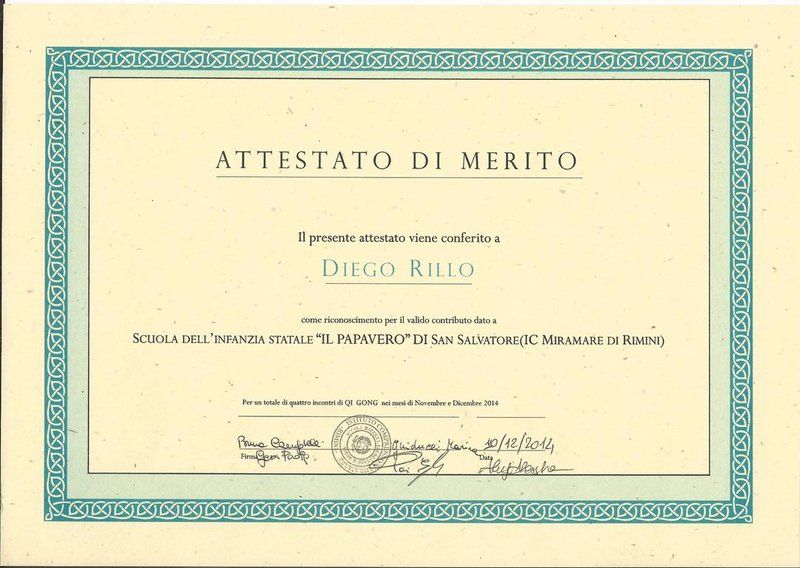 ATTESTATO DI MERITO
Il presente attestato viene conferito a
DIEGO RILLO
come riconoscimento per il valido contributo dato a
SCUOLA DELL'INFANZIA STATALE "IL PAPAVERO" DI SAN SALVATORE(IC MIRAMARE DI RIMINI)
Per un totale di quattro incontri di QI GONG nei mesi di Novembre e Dicembre 2014
10/12/2014
Firma
Data